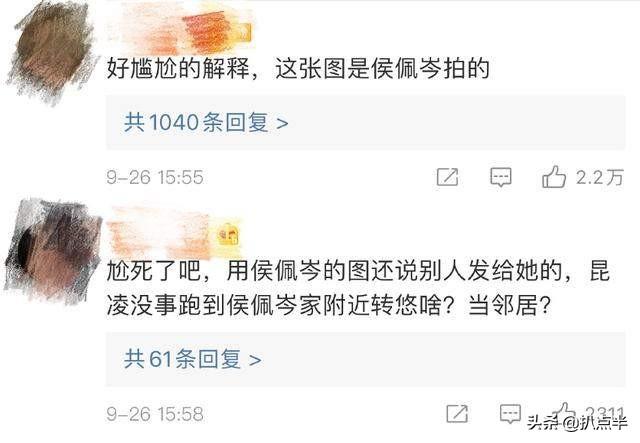 好尴尬的解释，这张图是侯佩岑拍的
共1040条回复 >
9-26 15:55
2.2万
尬死了吧，用侯佩岑的图还说别人发给她的，昆
凌没事跑到侯佩岑家附近转悠啥？当邻居？
共61条回复 >
9-26 15:58
2311
头条@扒点半